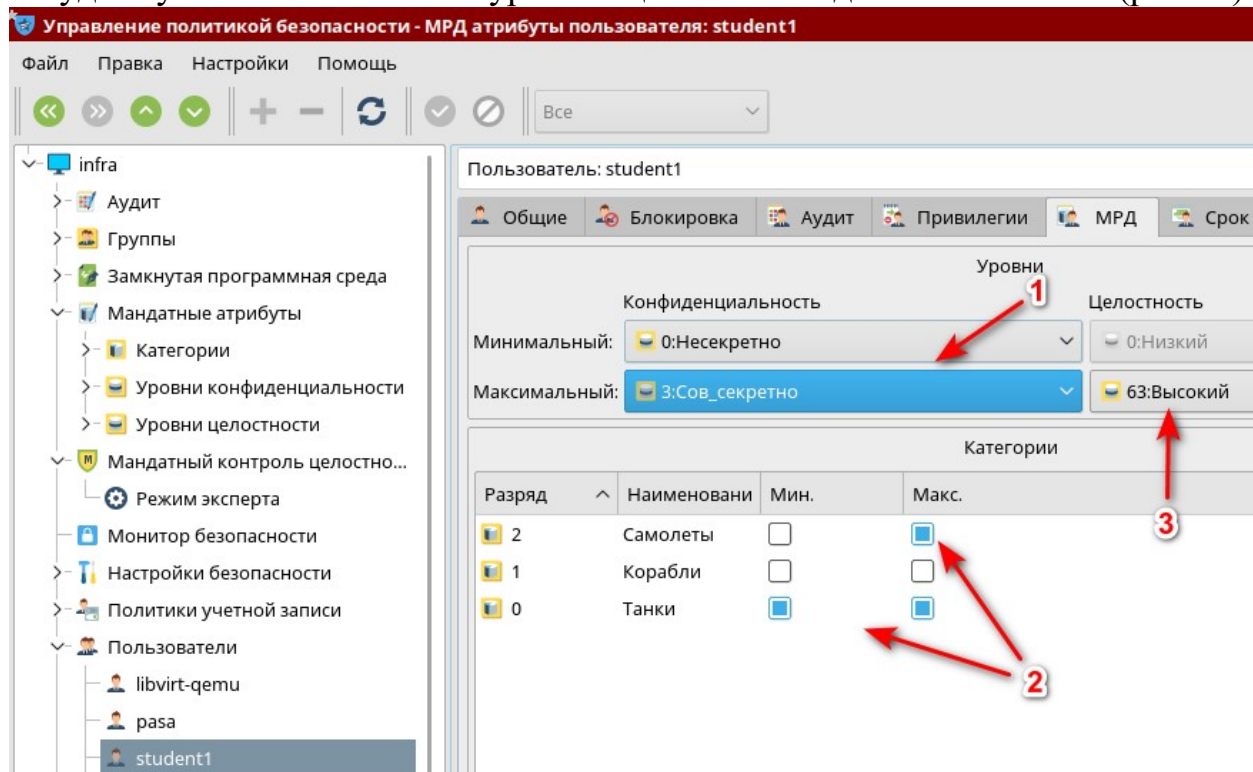 Управление политикой безопасности - МРД атрибуты пользователя: student1
Файл Правка Настройки Помощь
Все
infra
Аудит
Группы
Замкнутая программная среда
Мандатные атрибуты
Категории
Уровни конфиденциальности
Уровни целостности
Мандатный контроль целостно...
Режим эксперта
Монитор безопасности
Настройки безопасности
Политики учетной записи
Пользователи
libvirt-qemu
pasa
student1
Пользователь: student1
Общие Блокировка Аудит Привилегии МРД Срок
Уровни
1
Конфиденциальность Целостность
Минимальный: 0:Несекретно 0:Низкий
Максимальный: 3:Сов_секретно 63:Высокий
Категории
Разряд Наименовани Мин. Макс.
3
2 Самолеты
1 Корабли
0 Танки
2